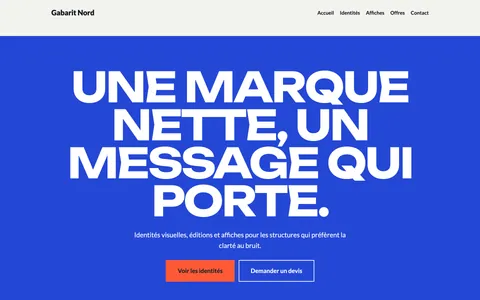 Gabarit Nord
Accueil Identités Affiches Offres Contact
UNE MARQUE
NETTE, UN
MESSAGE QUI
PORTE.
Identités visuelles, éditions et affiches pour les structures qui préfèrent la
clarté au bruit.
Voir les identités Demander un devis